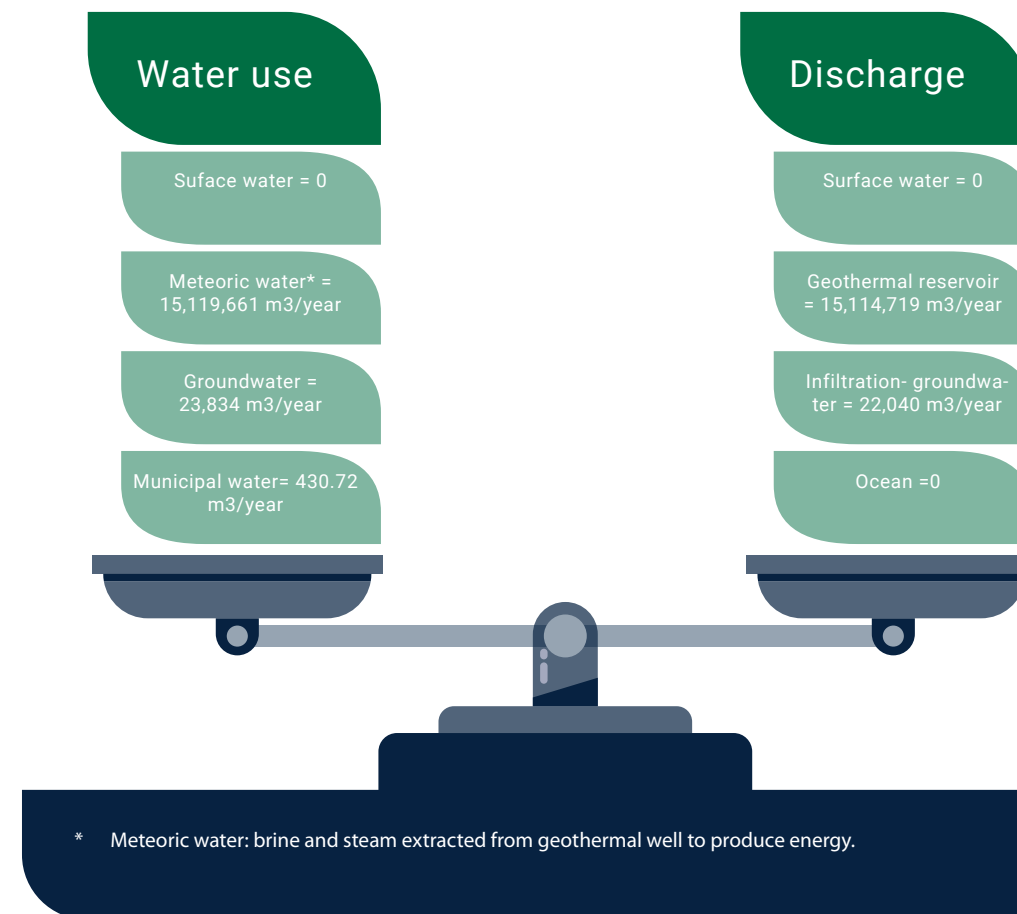 Water use
Suface water = 0
Meteoric water* =
15,119,661 m3/year
Groundwater =
23,834 m3/year
Municipal water= 430.72
m3/year
Discharge
Surface water = 0
Geothermal reservoir
= 15,114,719 m3/year
Infiltration- groundwa-
ter = 22,040 m3/year
Ocean =0
* Meteoric water: brine and steam extracted from geothermal well to produce energy.